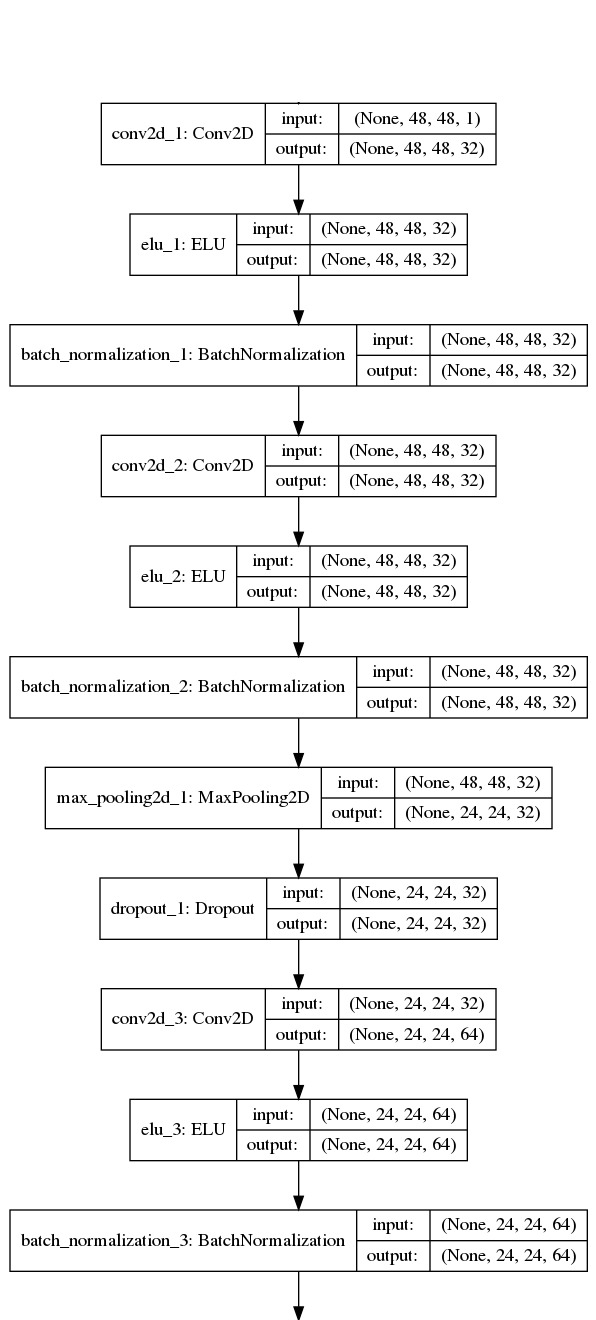 conv2d_1: Conv2D
input: (None, 48, 48, 1)
output: (None, 48, 48, 32)
elu_1: ELU
input: (None, 48, 48, 32)
output: (None, 48, 48, 32)
batch_normalization_1: BatchNormalization
input: (None, 48, 48, 32)
output: (None, 48, 48, 32)
conv2d_2: Conv2D
input: (None, 48, 48, 32)
output: (None, 48, 48, 32)
elu_2: ELU
input: (None, 48, 48, 32)
output: (None, 48, 48, 32)
batch_normalization_2: BatchNormalization
input: (None, 48, 48, 32)
output: (None, 48, 48, 32)
max_pooling2d_1: MaxPooling2D
input: (None, 48, 48, 32)
output: (None, 24, 24, 32)
dropout_1: Dropout
input: (None, 24, 24, 32)
output: (None, 24, 24, 32)
conv2d_3: Conv2D
input: (None, 24, 24, 32)
output: (None, 24, 24, 64)
elu_3: ELU
input: (None, 24, 24, 64)
output: (None, 24, 24, 64)
batch_normalization_3: BatchNormalization
input: (None, 24, 24, 64)
output: (None, 24, 24, 64)